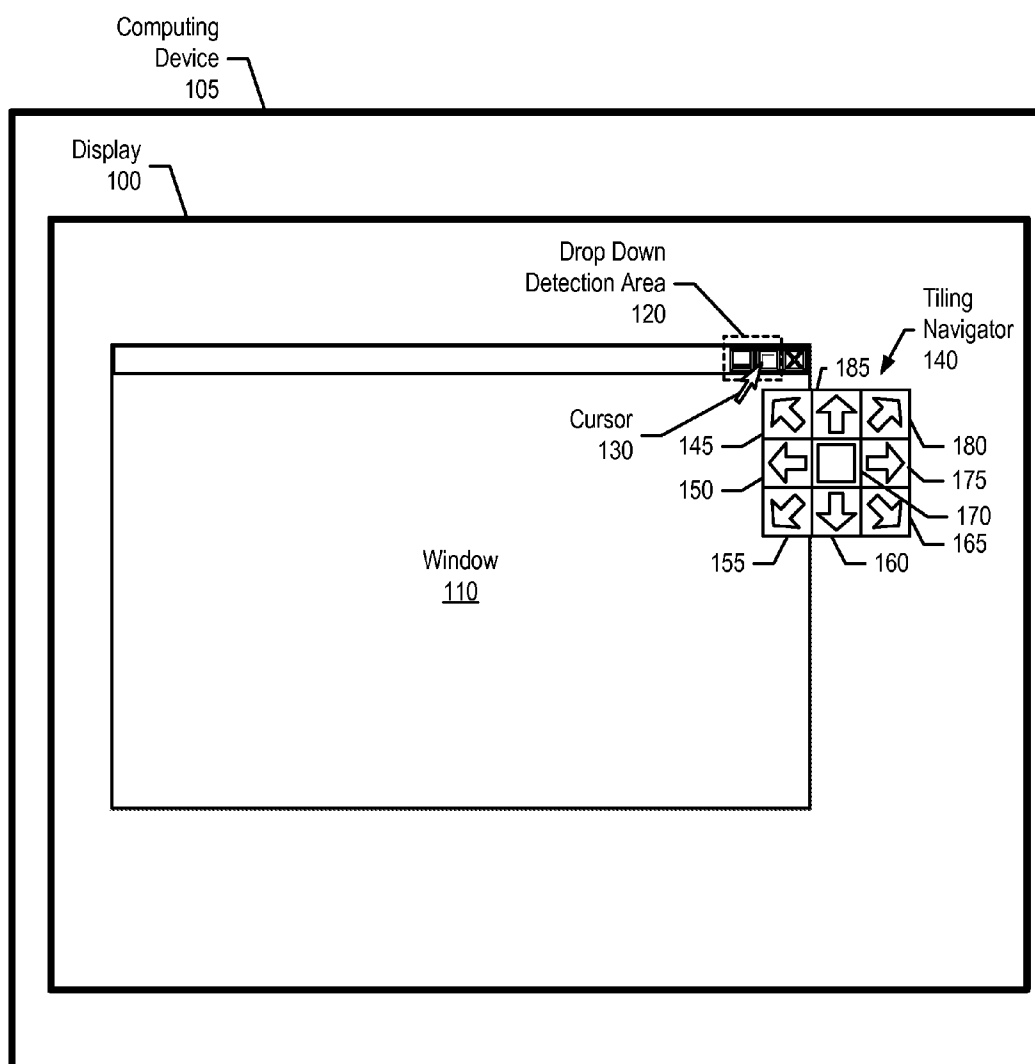 Computing
Device
105
Display
100
Drop Down
Detection Area
120
Tiling
Navigator
140
185
Cursor
130
145
180
150
175
170
165
155
160
Window
110